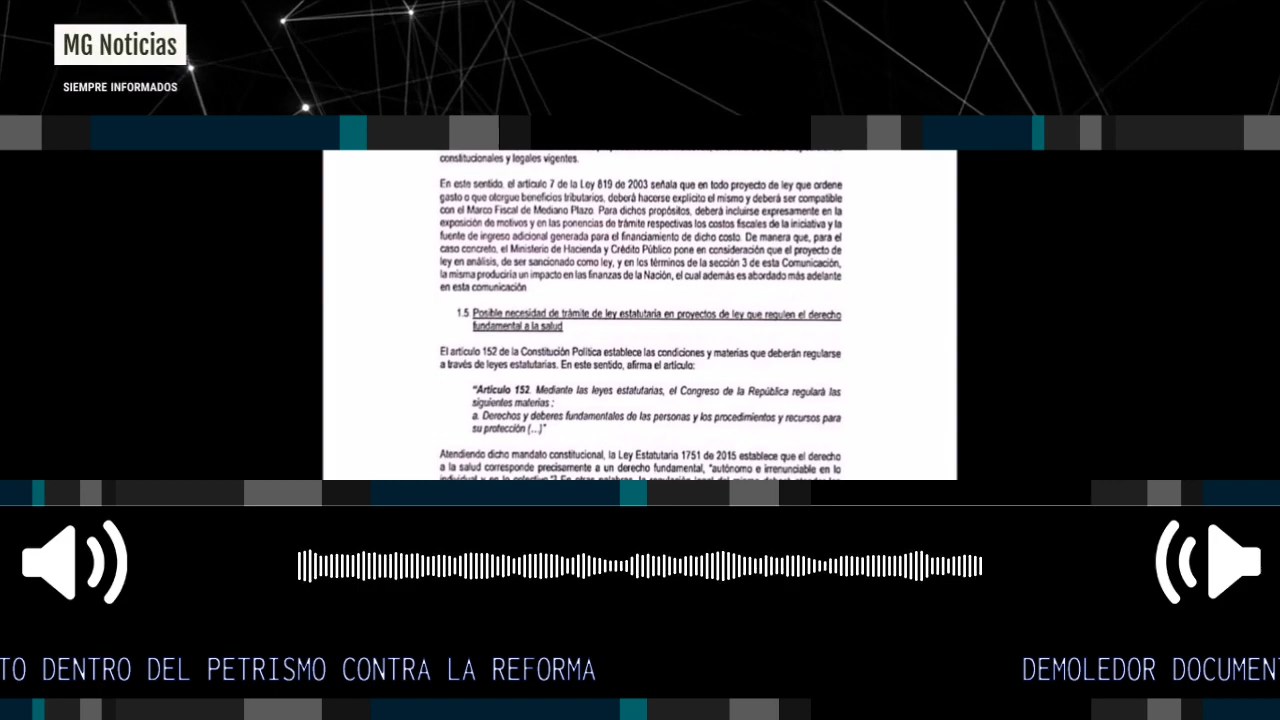 MG Noticias
SIEMPRE INFORMADOS
constitucionales y legales vigentes.
En este sentido, el artículo 7 de la Ley 819 de 2003 señala que en todo proyecto de ley que ordene
gasto o que otorgue beneficios tributarios, deberá hacerse explícito el mismo y deberá ser compatible
con el Marco Fiscal de Mediano Plazo. Para dichos propósitos, deberá incluirse expresamente en la
exposición de motivos y en las ponencias de trámite respectivas los costos fiscales de la iniciativa y la
fuente de ingreso adicional generada para el financiamiento de dicho costo. De manera que, para el
caso concreto, el Ministerio de Hacienda y Crédito Público pone en consideración que el proyecto de
ley en análisis, de ser sancionado como ley, y en los términos de la sección 3 de esta Comunicación,
la misma produciría un impacto en las finanzas de la Nación, el cual además es abordado más adelante
en esta comunicación
1.5 Posible necesidad de trámite de ley estatutaria en proyectos de ley que regulen el derecho
fundamental a la salud
El artículo 152 de la Constitución Política establece las condiciones y materias que deberán regularse
a través de leyes estatutarias. En este sentido, afirma el artículo:
"Artículo 152. Mediante las leyes estatutarias, el Congreso de la República regulará las
siguientes materias :
a. Derechos y deberes fundamentales de las personas y los procedimientos y recursos para
su protección (...)"
Atendiendo dicho mandato constitucional, la Ley Estatutaria 1751 de 2015 establece que el derecho
a la salud corresponde precisamente a un derecho fundamental, "autónomo e irrenunciable en lo
TO DENTRO DEL PETRISMO CONTRA LA REFORMA
DEMOLEDOR DOCUMEN